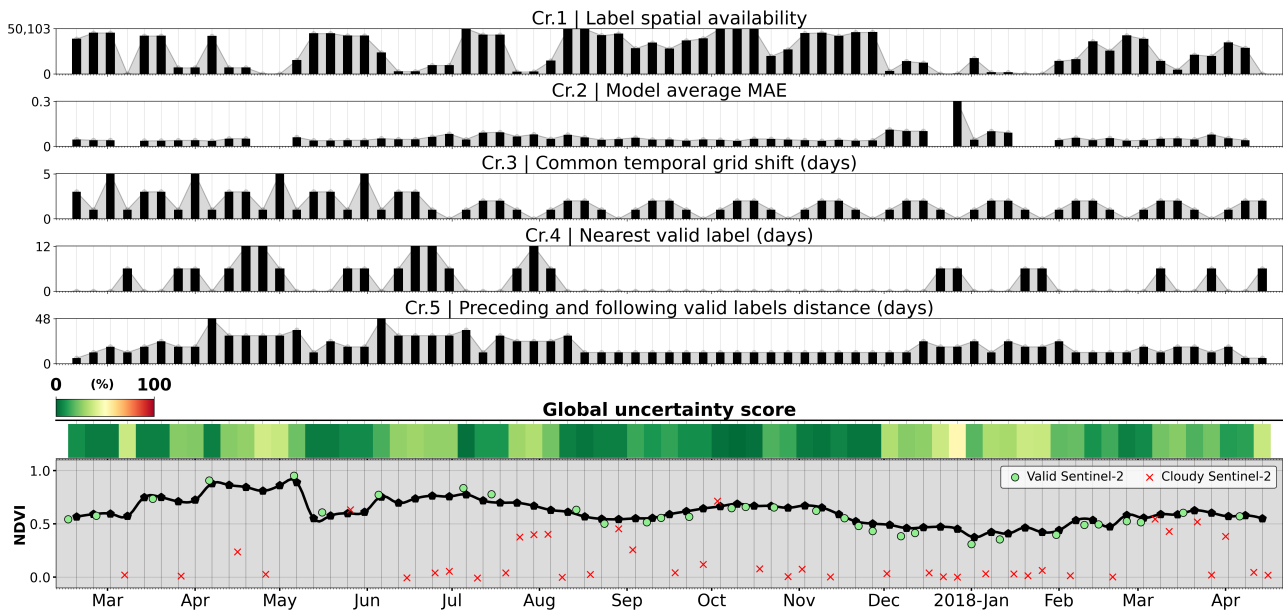 Cr.1 | Label spatial availability
50,103
0
Cr.2 | Model average MAE
0.3
0
Cr.3 | Common temporal grid shift (days)
5
0
Cr.4 | Nearest valid label (days)
12
0
Cr.5 | Preceding and following valid labels distance (days)
48
0
0 (%) 100
Global uncertainty score
NDVI
1.0
0.5
0.0
Valid Sentinel-2 Cloudy Sentinel-2
Mar Apr May Jun Jul Aug Sep Oct Nov Dec 2018-Jan Feb Mar Apr